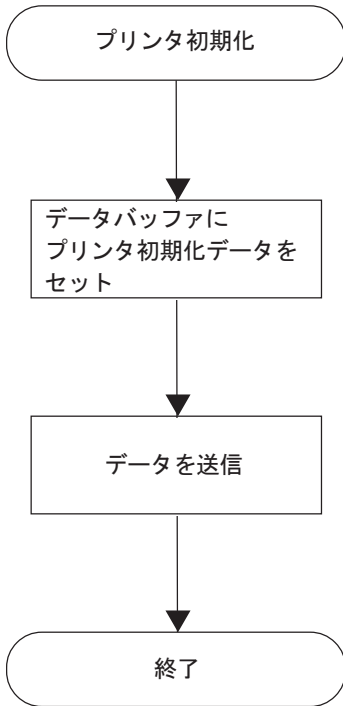 プリンタ初期化
データバッファに
プリンタ初期化データを
セット
データを送信
終了